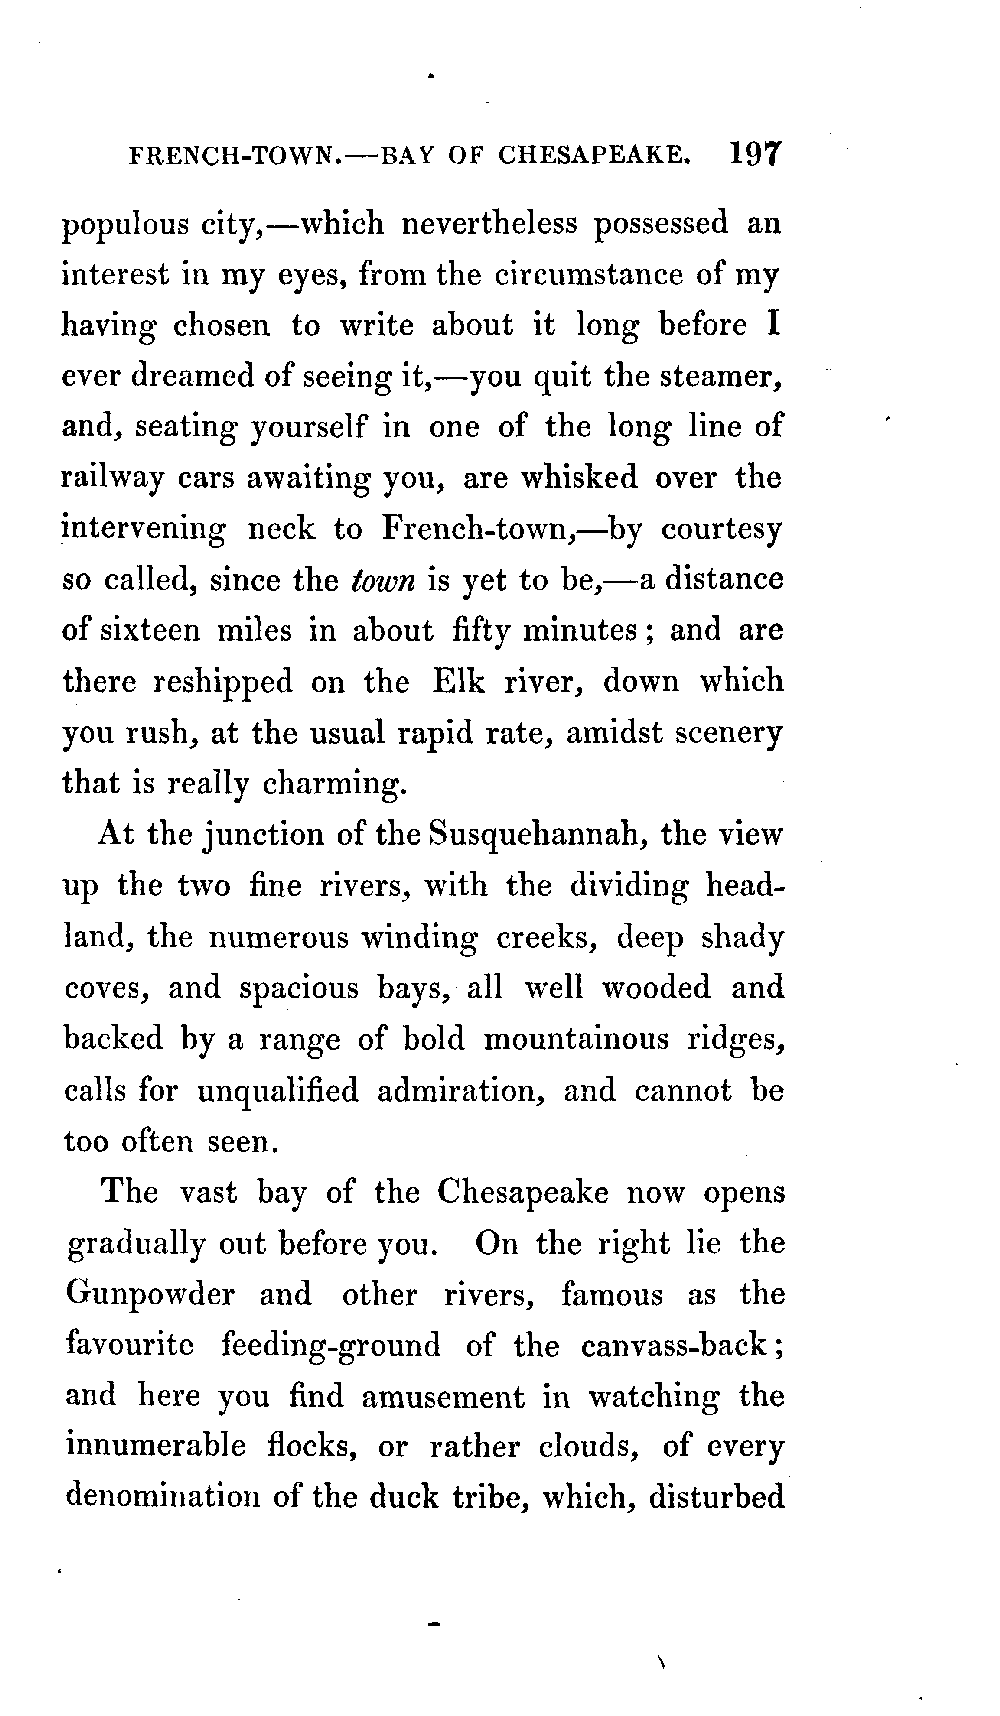 FRENCH-TOWN.—BAY OF CHESAPEAKE. 197
populous city,—which nevertheless possessed an
interest in my eyes, from the circumstance of my
having chosen to write about it long before I
ever dreamed of seeing it,—you quit the steamer,
and, seating yourself in one of the long line of
railway cars awaiting you, are whisked over the
intervening neck to French-town,—by courtesy
so called, since the town is yet to be,—a distance
of sixteen miles in about fifty minutes; and are
there reshipped on the Elk river, down which
you rush, at the usual rapid rate, amidst scenery
that is really charming.
At the junction of the Susquehannah, the view
up the two fine rivers, with the dividing head-
land, the numerous winding creeks, deep shady
coves, and spacious bays, all well wooded and
backed by a range of bold mountainous ridges,
calls for unqualified admiration, and cannot be
too often seen.
The vast bay of the Chesapeake now opens
gradually out before you. On the right lie the
Gunpowder and other rivers, famous as the
favourite feeding-ground of the canvass-back;
and here you find amusement in watching the
innumerable flocks, or rather clouds, of every
denomination of the duck tribe, which, disturbed